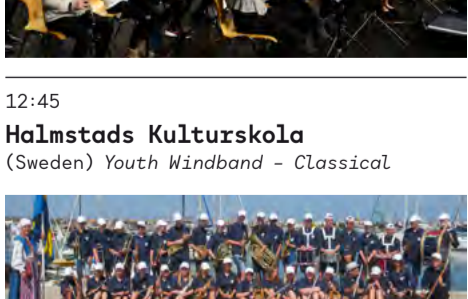 12:45
Halmstads Kulturskola
(Sweden) Youth Windband – Classical